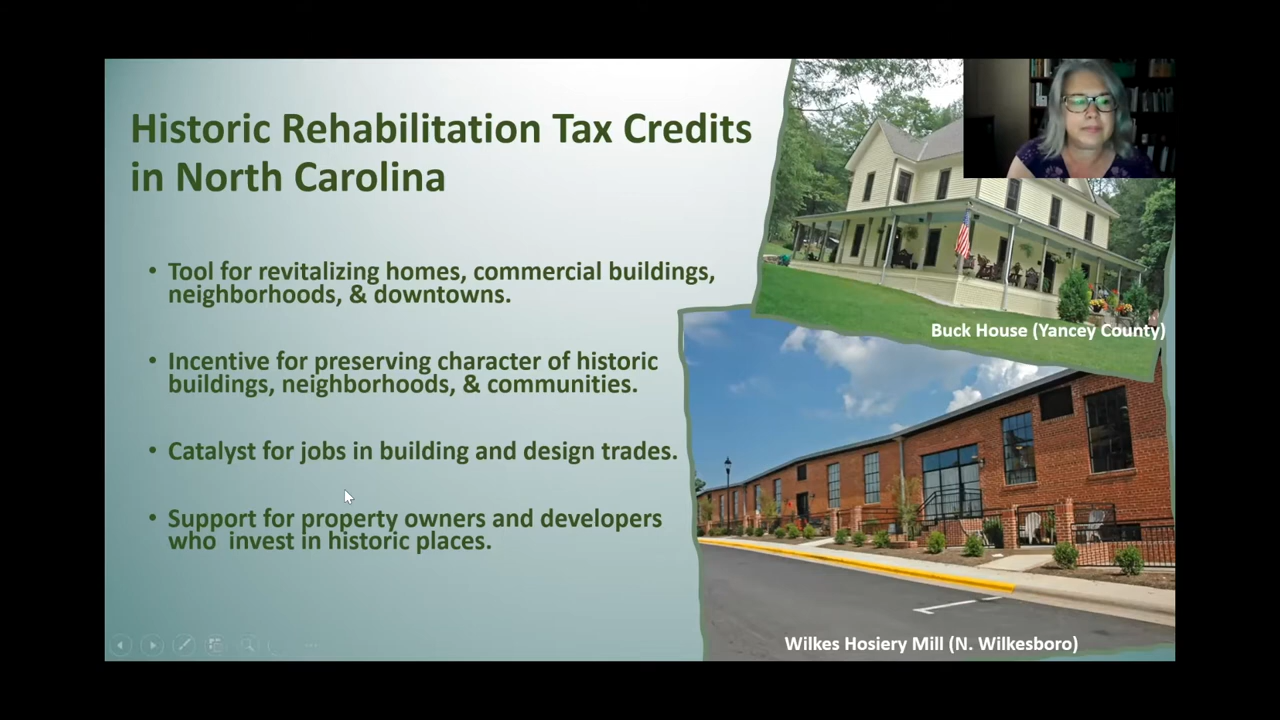 Historic Rehabilitation Tax Credits
in North Carolina
• Tool for revitalizing homes, commercial buildings,
neighborhoods, & downtowns.
• Incentive for preserving character of historic
buildings, neighborhoods, & communities.
• Catalyst for jobs in building and design trades.
• Support for property owners and developers
who  invest in historic places.
Buck House (Yancey County)
Wilkes Hosiery Mill (N. Wilkesboro)